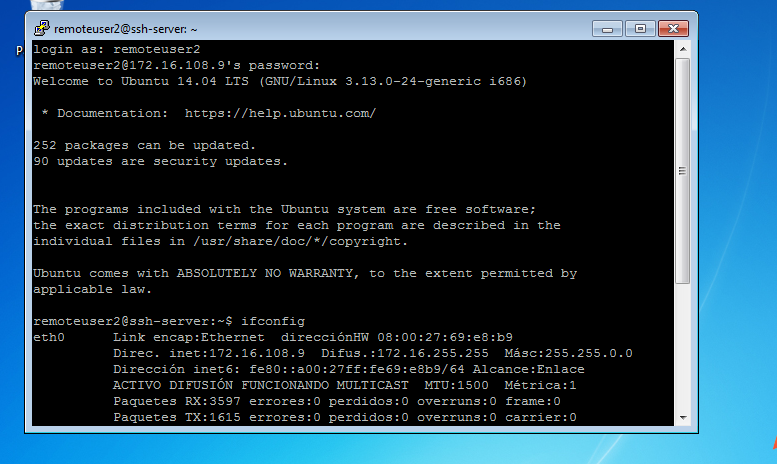 remoteuser2@ssh-server: ~
P
login as: remoteuser2
remoteuser2@172.16.108.9's password:
Welcome to Ubuntu 14.04 LTS (GNU/Linux 3.13.0-24-generic i686)
* Documentation:  https://help.ubuntu.com/
252 packages can be updated.
90 updates are security updates.
The programs included with the Ubuntu system are free software;
the exact distribution terms for each program are described in the
individual files in /usr/share/doc/*/copyright.
Ubuntu comes with ABSOLUTELY NO WARRANTY, to the extent permitted by
applicable law.
remoteuser2@ssh-server:~$ ifconfig
eth0      Link encap:Ethernet  direcciónHW 08:00:27:69:e8:b9
Direc. inet:172.16.108.9  Difus.:172.16.255.255  Másc:255.255.0.0
Dirección inet6: fe80::a00:27ff:fe69:e8b9/64 Alcance:Enlace
ACTIVO DIFUSIÓN FUNCIONANDO MULTICAST  MTU:1500  Métrica:1
Paquetes RX:3597 errores:0 perdidos:0 overruns:0 frame:0
Paquetes TX:1615 errores:0 perdidos:0 overruns:0 carrier:0